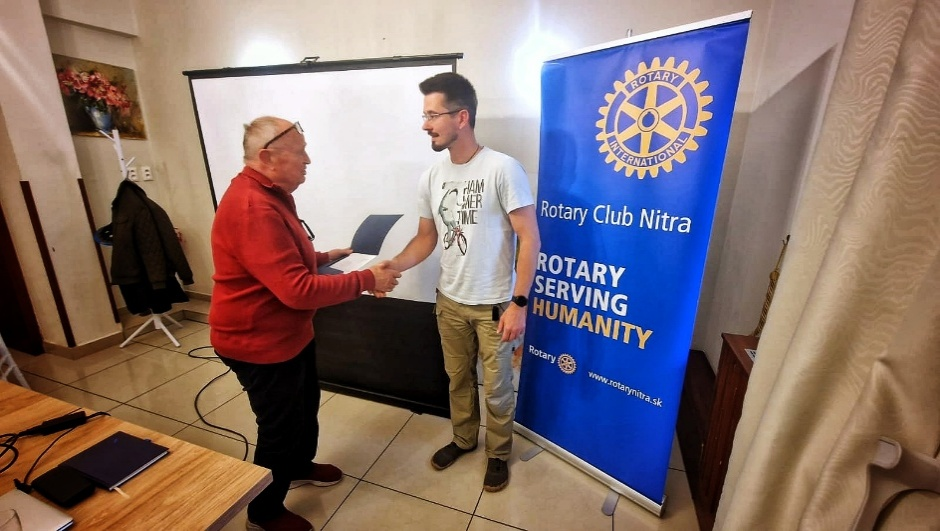 ROTARY
INTERNATIONAL
Rotary Club Nitra
ROTARY
SERVING
HUMANITY
Rotary
www.rotarynitra.sk
HAM
MER
TIME